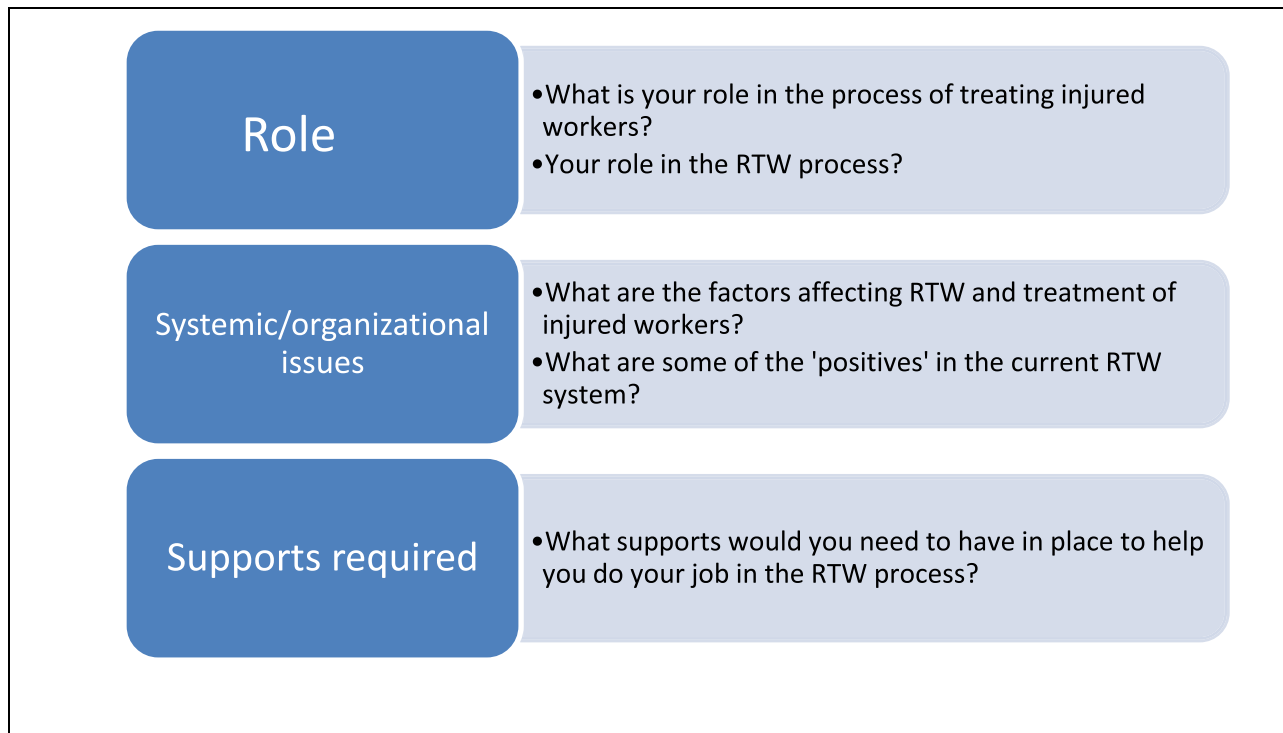 Role
•What is your role in the process of treating injured
workers?
•Your role in the RTW process?
Systemic/organizational
issues
•What are the factors affecting RTW and treatment of
injured workers?
•What are some of the 'positives' in the current RTW
system?
Supports required
•What supports would you need to have in place to help
you do your job in the RTW process?